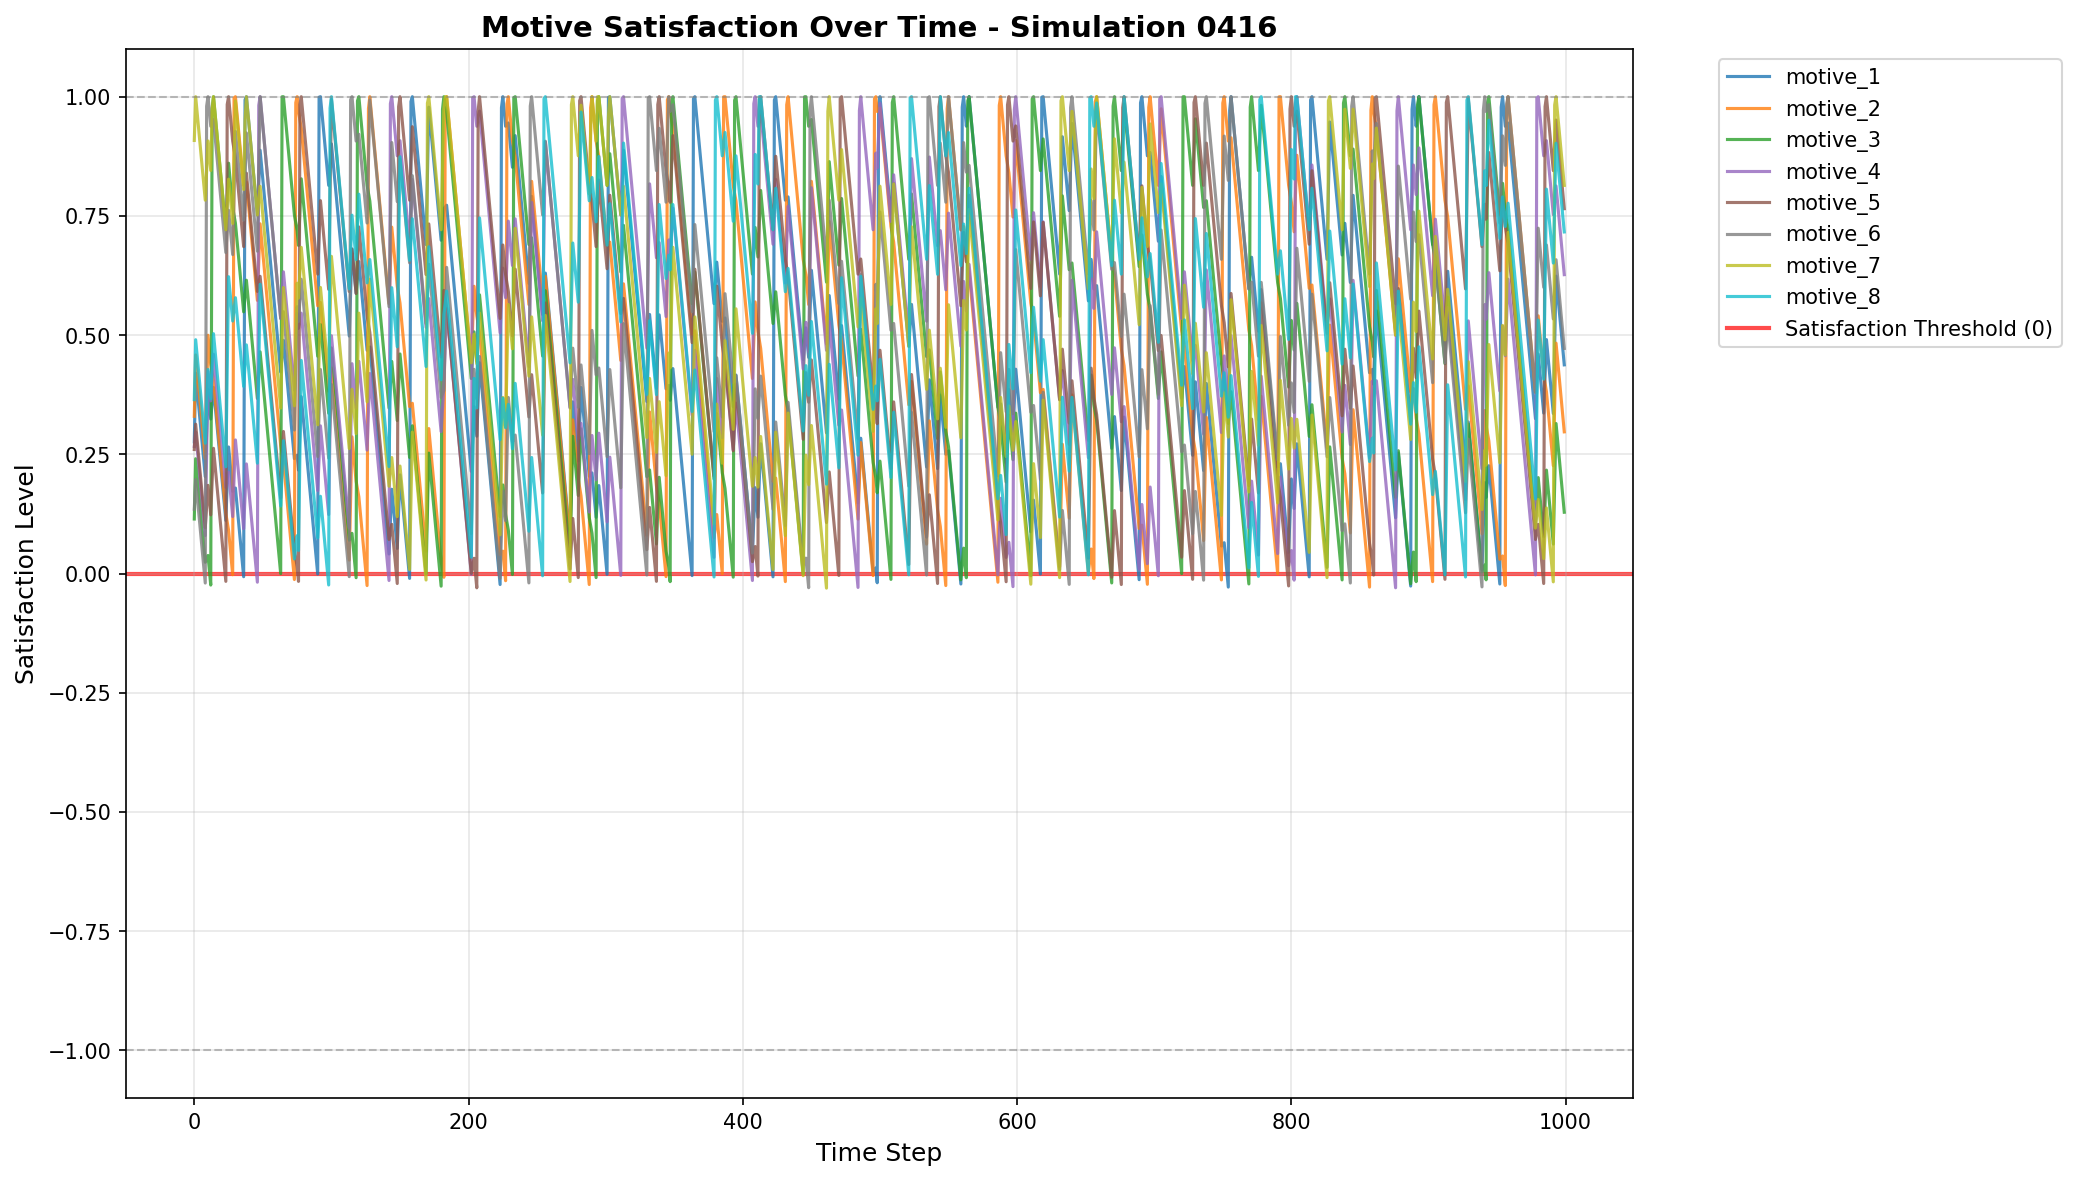 Motive Satisfaction Over Time - Simulation 0416
Satisfaction Level
1.00
0.75
0.50
0.25
0.00
−0.25
−0.50
−0.75
−1.00
0
200
400
600
800
1000
Time Step
motive_1
motive_2
motive_3
motive_4
motive_5
motive_6
motive_7
motive_8
Satisfaction Threshold (0)